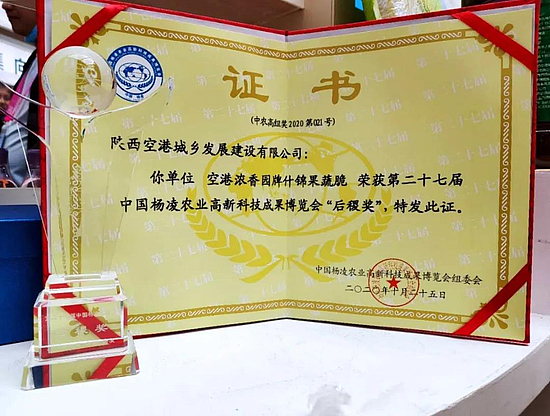 证书
(中农高组奖2020第021号)
陕西空港城乡发展建设有限公司:
你单位 空港浓香园牌什锦果蔬脆 荣获第二十七届
中国杨凌农业高新科技成果博览会“后稷奖”,特发此证。
中国杨凌农业高新科技成果博览会组委会
二〇二〇年十月二十五日